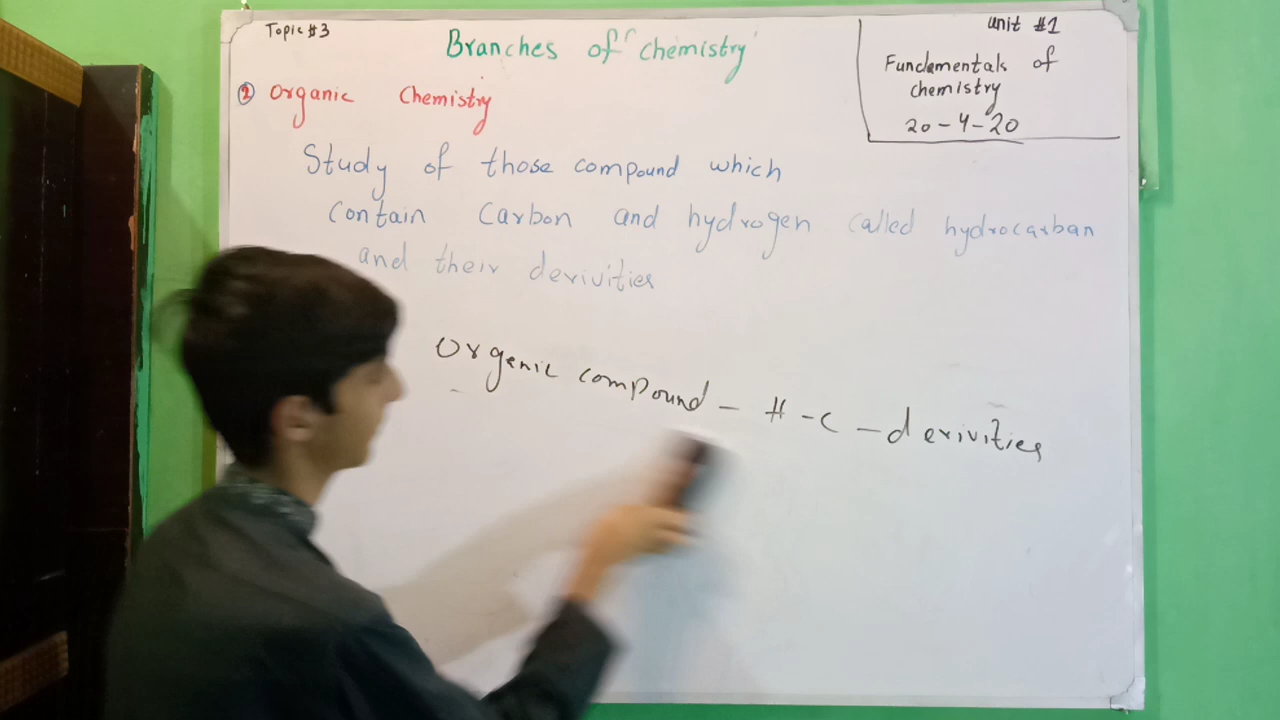 Topic #3
Branches of 'Chemistry'
Unit #1
Fundamentals of
chemistry
20-4-20
② Organic Chemistry
Study of those compound which
Contain Carbon and hydrogen called hydrocarban
and their derivities
Orgenic compound - H-C - derivities